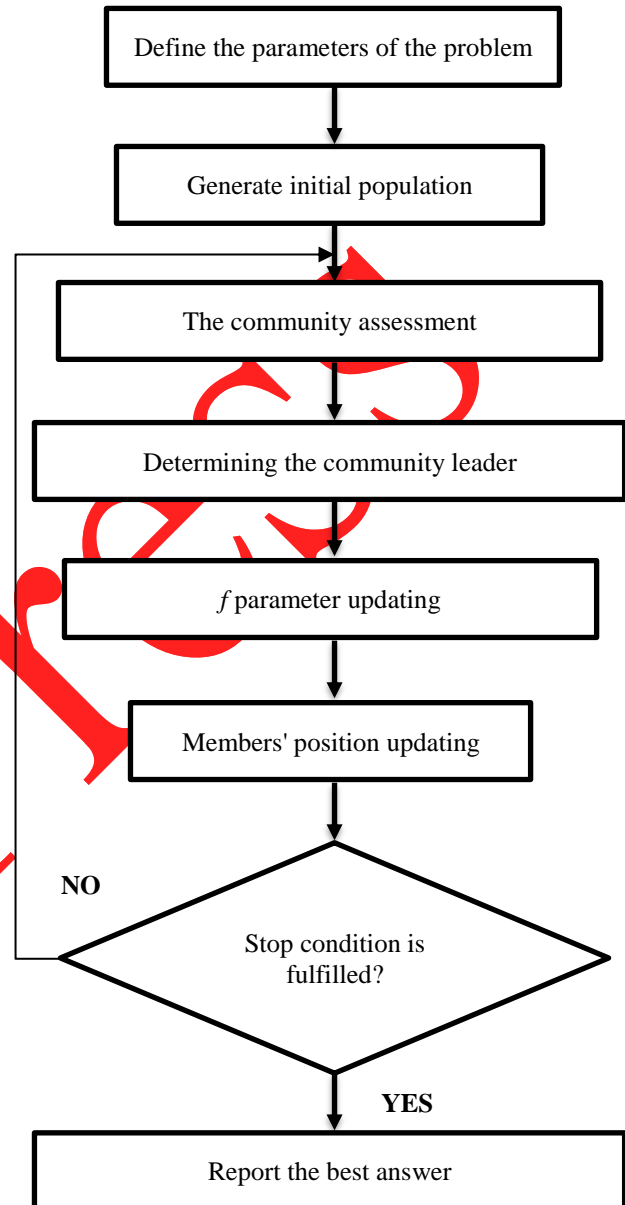 Define the parameters of the problem
Generate initial population
The community assessment
Determining the community leader
f parameter updating
Members' position updating
NO
Stop condition is
fulfilled?
YES
Report the best answer